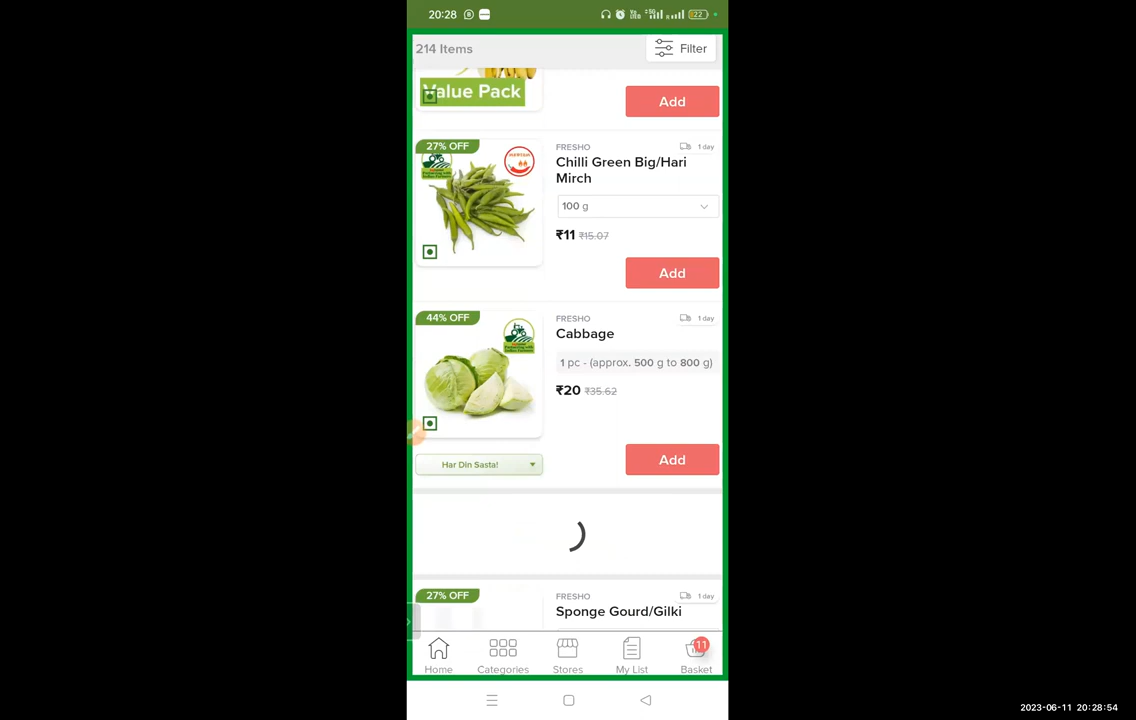 20:28
22
214 Items
Filter
Value Pack
Add
27% OFF
FRESHO
1 day
Chilli Green Big/Hari
Mirch
100 g
₹11 ₹15.07
Add
44% OFF
FRESHO
1 day
Cabbage
1 pc - (approx. 500 g to 800 g)
₹20 ₹35.62
Har Din Sasta!
Add
27% OFF
FRESHO
1 day
Sponge Gourd/Gilki
11
Home
Categories
Stores
My List
Basket
2023-06-11 20:28:54